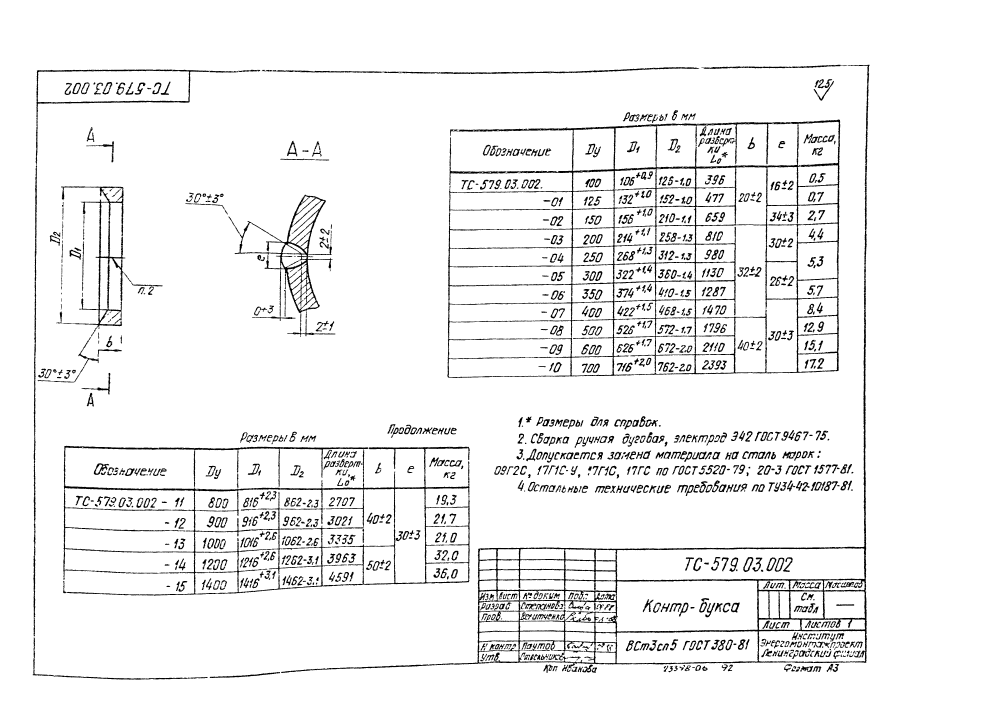 ТС-579.03.002
12,5
А
А-А
30°±3°
2±2
e
D2
D1
п.2
0+3
2±1
b
30°±3°
А
Размеры в мм
Обозначение Dy D1 D2 Длина разверт-ки L0* b e Масса, кг
ТС-579.03.002. 100 106+0,9 126-1,0 396 20±2 16±2 0,5
-01 125 132+1,0 152-1,0 477 0,7
-02 150 156+1,0 210-1,1 659 32±2 34±3 2,7
-03 200 214+1,1 258-1,3 810 30±2 4,4
-04 250 268+1,3 312-1,3 980 5,3
-05 300 322+1,4 360-1,4 1130 26±2
-06 350 374+1,4 410-1,5 1287 5,7
-07 400 422+1,5 468-1,5 1470 30±3 8,4
-08 500 526+1,7 572-1,7 1796 40±2 12,9
-09 600 626+1,7 672-2,0 2110 15,1
-10 700 716+2,0 762-2,0 2393 17,2
Продолжение
Размеры в мм
Обозначение Dy D1 D2 Длина разверт-ки, L0* b e Масса, кг
ТС-579.03.002 - 11 800 816+2,3 862-2,3 2707 40±2 30±3 19,3
- 12 900 916+2,3 962-2,3 3021 21,7
- 13 1000 1016+2,6 1062-2,6 3335 21,0
- 14 1200 1216+2,6 1262-3,1 3963 50±2 32,0
- 15 1400 1416+3,1 1462-3,1 4591 36,0
1.* Размеры для справок.
2. Сварка ручная дуговая, электрод Э42 ГОСТ 9467-75.
3. Допускается замена материала на сталь марок:
09Г2С, 17Г1С-У, 17Г1С, 17ГС по ГОСТ 5520-79; 20-3 ГОСТ 1577-81.
4. Остальные технические требования по ТУ34-42-10187-81.
ТС-579.03.002
Контр-букса
Лит. Масса Масштаб
См. табл —
Лист Листов 1
ВСт3сп5 ГОСТ 380-81
Институт
Энергомонтажпроект
Ленинградский филиал
Изм Лист № докум Подп. Дата
Разраб Степанова
Пров.
Н контр Паутов
Утв.
Коп Иванова
23398-06 92
Формат А3